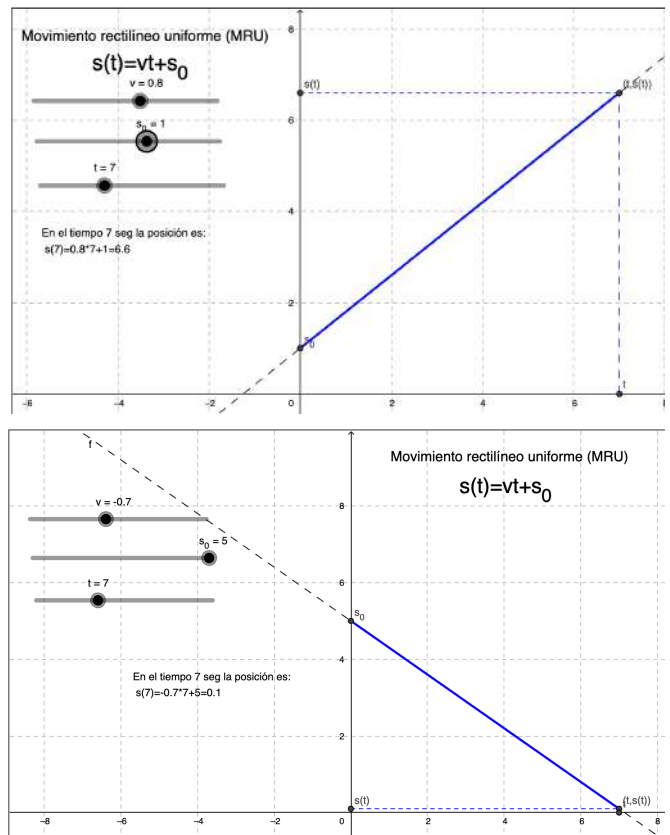 Movimiento rectilíneo uniforme (MRU)
s(t)=vt+s₀
v = 0.8
s₀ = 1
t = 7
En el tiempo 7 seg la posición es:
s(7)=0.8*7+1=6.6
8
6
4
2
s(t)
(t,s(t))
s₀
t
−6
−4
−2
0
2
4
6
8
Movimiento rectilíneo uniforme (MRU)
s(t)=vt+s₀
f
v = -0.7
s₀ = 5
t = 7
En el tiempo 7 seg la posición es:
s(7)=-0.7*7+5=0.1
8
6
4
2
s₀
s(t)
(t,s(t))
−8
−6
−4
−2
0
2
4
6
8